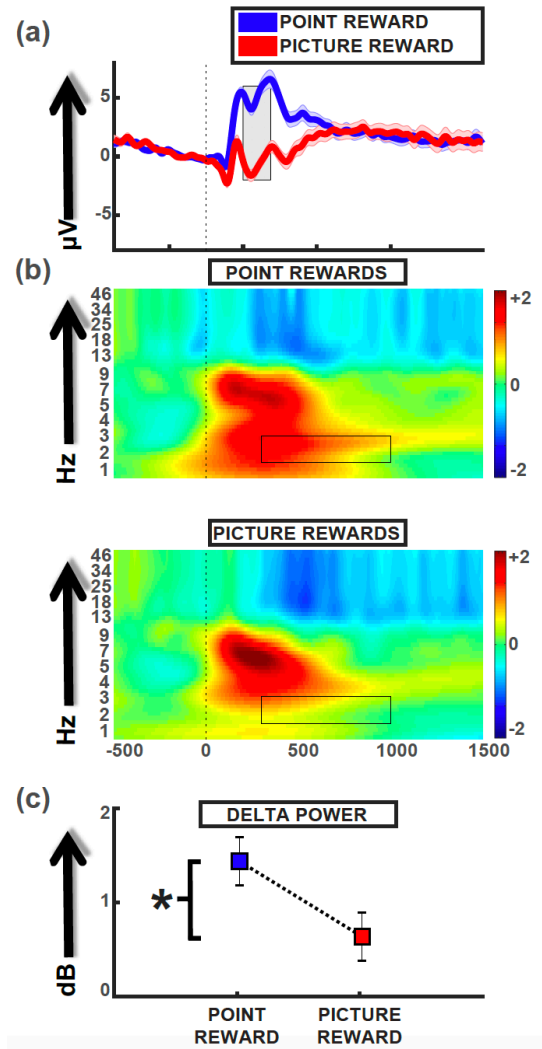 (a)
POINT REWARD
PICTURE REWARD
5
0
-5
µV
(b)
POINT REWARDS
46
34
25
18
13
9
7
5
4
3
2
1
Hz
+2
0
-2
PICTURE REWARDS
46
34
25
18
13
9
7
5
4
3
2
1
Hz
+2
0
-2
-500 0 500 1000 1500
(c)
DELTA POWER
2
1
0
dB
*
POINT REWARD
PICTURE REWARD